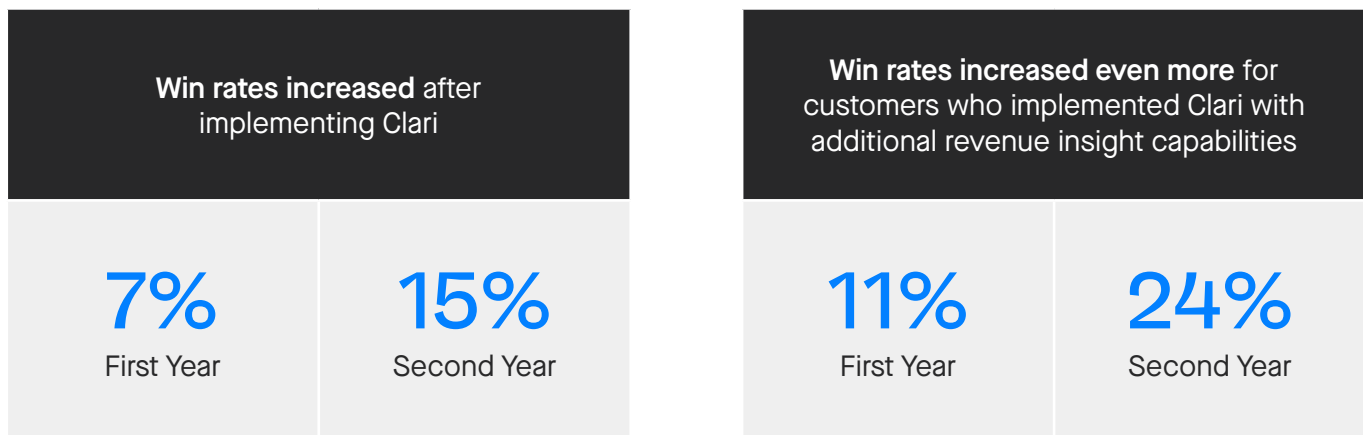 Win rates increased after
implementing Clari
7%
First Year
15%
Second Year
Win rates increased even more for
customers who implemented Clari with
additional revenue insight capabilities
11%
First Year
24%
Second Year